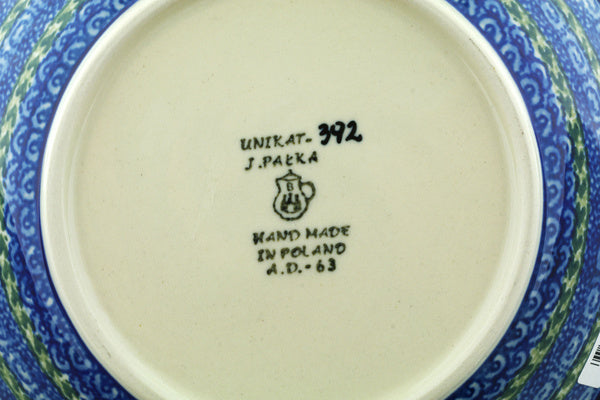 UNIKAT- 392
J. PAŁKA
B
HAND MADE
IN POLAND
A.D.-63